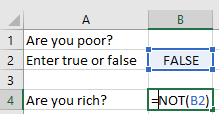 A B
1 Are you poor?
2 Enter true or false FALSE
3
4 Are you rich? =NOT(B2)